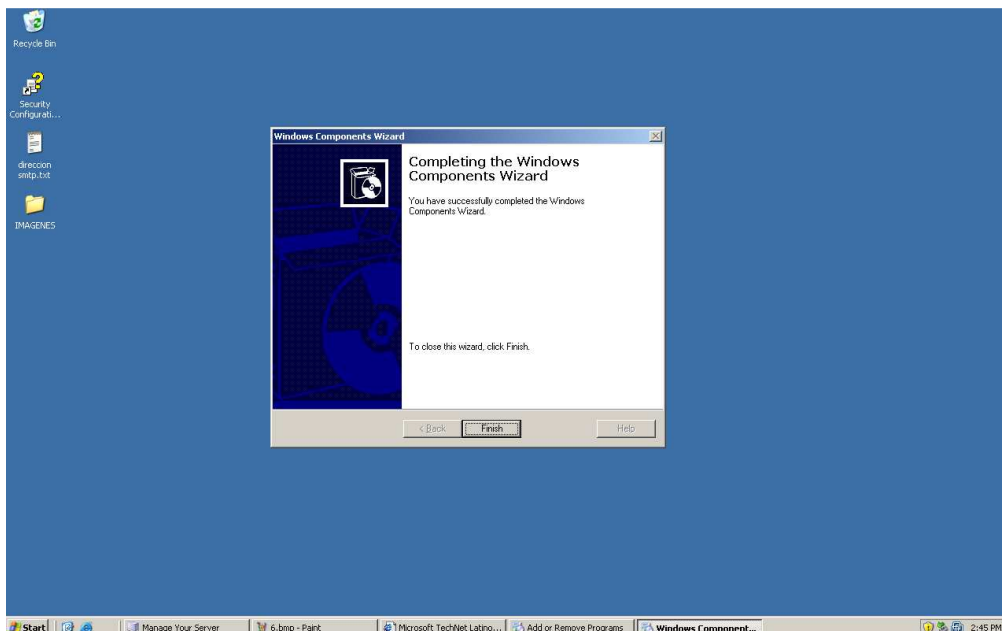 Recycle Bin
Security
Configurati...
direccion
smtp.txt
IMAGENES
Windows Components Wizard
Completing the Windows
Components Wizard
You have successfully completed the Windows
Components Wizard.
To close this wizard, click Finish.
< Back
Finish
Help
Start
Manage Your Server
6.bmp - Paint
Microsoft TechNet Latino...
Add or Remove Programs
Windows Component...
2:45 PM